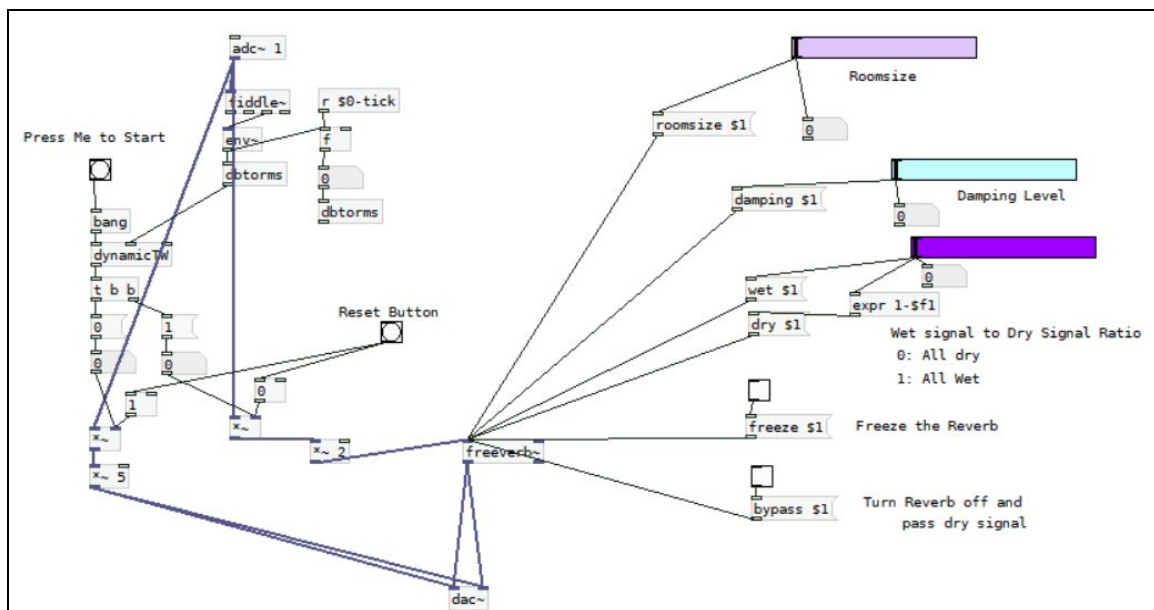 adc~ 1
Roomsize
fiddle~
r $0-tick
roomsize $1
0
Press Me to Start
env~
f
dbtorms
0
Damping Level
damping $1
0
dbtorms
bang
dynamicTW
0
t b b
wet $1
expr 1-$f1
Reset Button
dry $1
Wet signal to Dry Signal Ratio
0: All dry
1: All Wet
0
1
0
0
1
0
*~
*~
*~ 2
freeverb~
freeze $1
Freeze the Reverb
*~ 5
bypass $1
Turn Reverb off and
pass dry signal
dac~